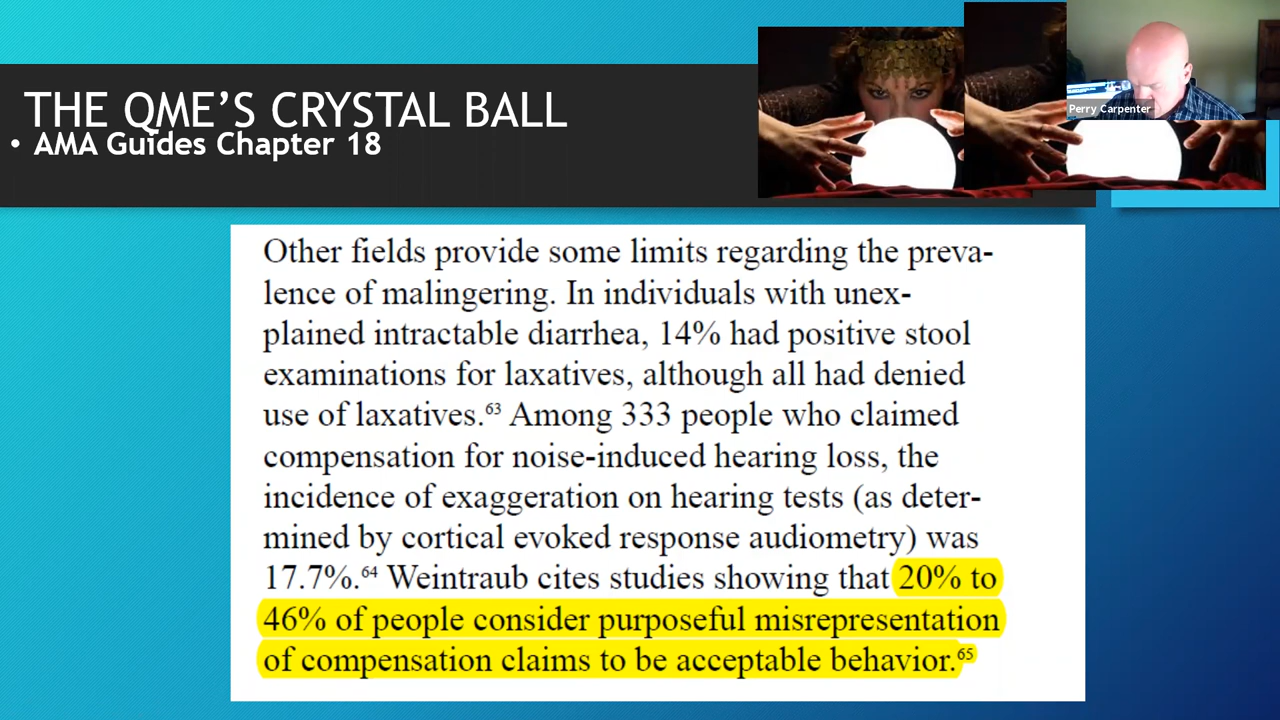 THE QME'S CRYSTAL BALL
• AMA Guides Chapter 18
Perry Carpenter
Other fields provide some limits regarding the preva-
lence of malingering. In individuals with unex-
plained intractable diarrhea, 14% had positive stool
examinations for laxatives, although all had denied
use of laxatives.⁶³ Among 333 people who claimed
compensation for noise-induced hearing loss, the
incidence of exaggeration on hearing tests (as deter-
mined by cortical evoked response audiometry) was
17.7%.⁶⁴ Weintraub cites studies showing that 20% to
46% of people consider purposeful misrepresentation
of compensation claims to be acceptable behavior.⁶⁵